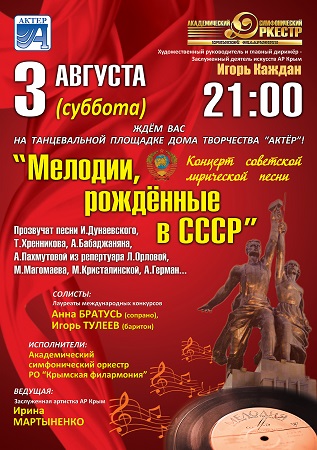 АКТЕР
АКАДЕМИЧЕСКИЙ СИМФОНИЧЕСКИЙ
ОРКЕСТР
Художественный руководитель и главный дирижёр -
Заслуженный деятель искусств АР Крым
Игорь Каждан
3 АВГУСТА
(суббота)
21:00
ЖДЁМ ВАС
НА ТАНЦЕВАЛЬНОЙ ПЛОЩАДКЕ ДОМА ТВОРЧЕСТВА "АКТЁР"!
"Мелодии,
рождённые
в СССР"
Концерт советской
лирической песни
Прозвучат песни И.Дунаевского,
Т.Хренникова, А.Бабаджаняна,
А.Пахмутовой из репертуара Л.Орловой,
М.Магомаева, М.Кристалинской, А.Герман...
СОЛИСТЫ:
Лауреаты международных конкурсов
Анна БРАТУСЬ (сопрано),
Игорь ТУЛЕЕВ (баритон)
ИСПОЛНИТЕЛИ:
Академический
симфонический оркестр
РО "Крымская филармония"
ВЕДУЩАЯ:
Заслуженная артистка АР Крым
Ирина
МАРТЫНЕНКО
МЕЛОДИЯ